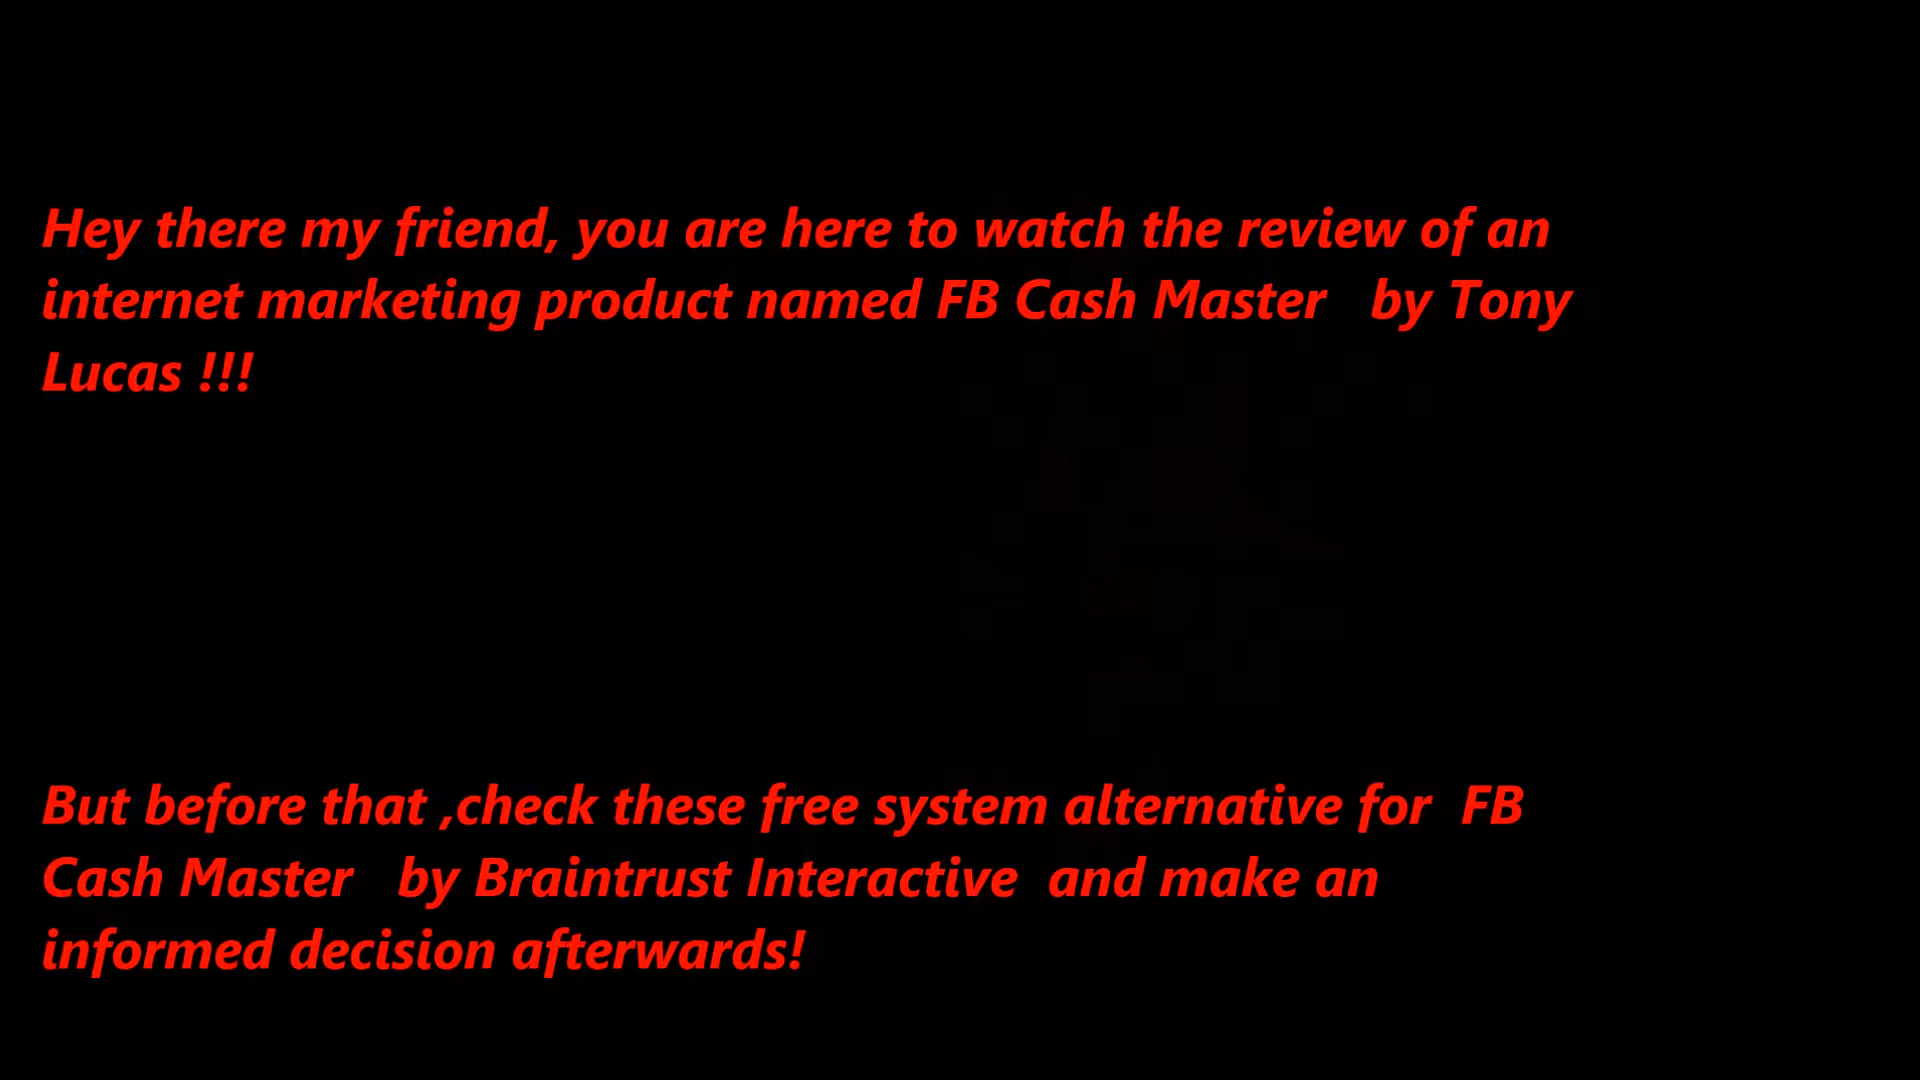 Hey there my friend, you are here to watch the review of an
internet marketing product named FB Cash Master   by Tony
Lucas !!!
But before that ,check these free system alternative for  FB
Cash Master   by Braintrust Interactive  and make an
informed decision afterwards!